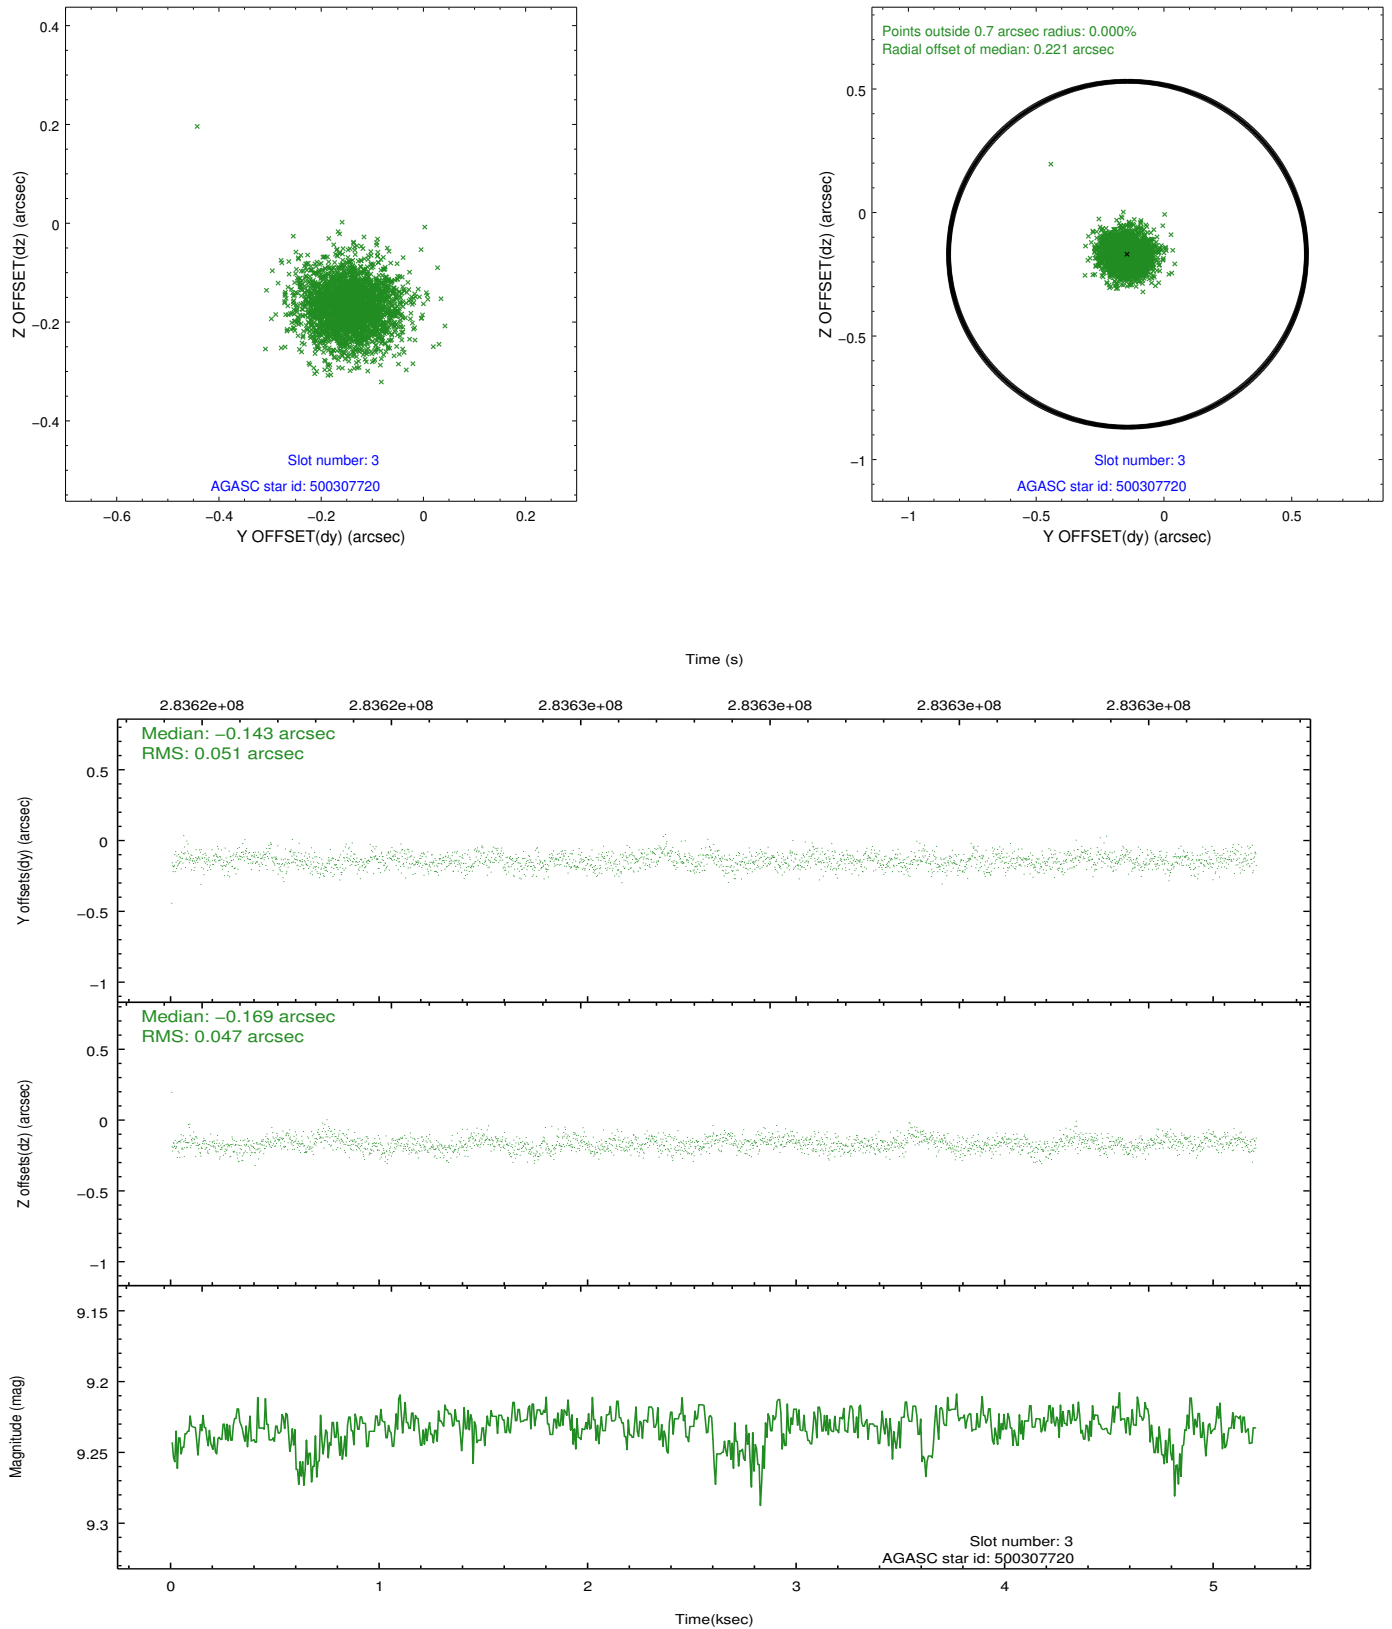 0.4
0.2
0
−0.2
−0.4
Z OFFSET(dz) (arcsec)
Slot number: 3
AGASC star id: 500307720
−0.6 −0.4 −0.2 0 0.2
Y OFFSET(dy) (arcsec)
Points outside 0.7 arcsec radius: 0.000%
Radial offset of median: 0.221 arcsec
0.5
0
−0.5
−1
Z OFFSET(dz) (arcsec)
Slot number: 3
AGASC star id: 500307720
−1 −0.5 0 0.5
Y OFFSET(dy) (arcsec)
Time (s)
2.8362e+08 2.8362e+08 2.8363e+08 2.8363e+08 2.8363e+08 2.8363e+08
Median: −0.143 arcsec
RMS: 0.051 arcsec
0.5
0
−0.5
−1
Y offsets(dy) (arcsec)
Median: −0.169 arcsec
RMS: 0.047 arcsec
0.5
0
−0.5
−1
Z offsets(dz) (arcsec)
9.15
9.2
9.25
9.3
Magnitude (mag)
Slot number: 3
AGASC star id: 500307720
0 1 2 3 4 5
Time(ksec)